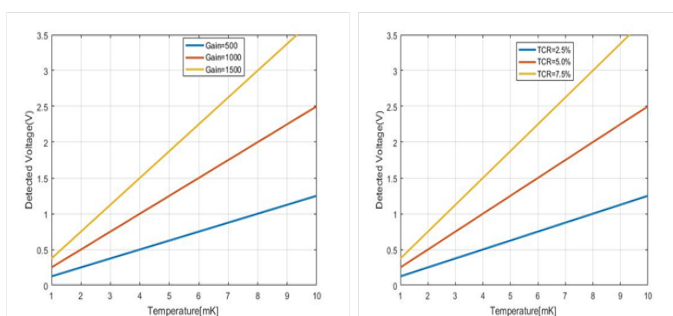 3.5
3
2.5
2
1.5
1
0.5
0
Detected Voltage(V)
Gain=500
Gain=1000
Gain=1500
1 2 3 4 5 6 7 8 9 10
Temperature[mK]
3.5
3
2.5
2
1.5
1
0.5
0
Detected Voltage(V)
TCR=2.5%
TCR=5.0%
TCR=7.5%
1 2 3 4 5 6 7 8 9 10
Temperature[mK]